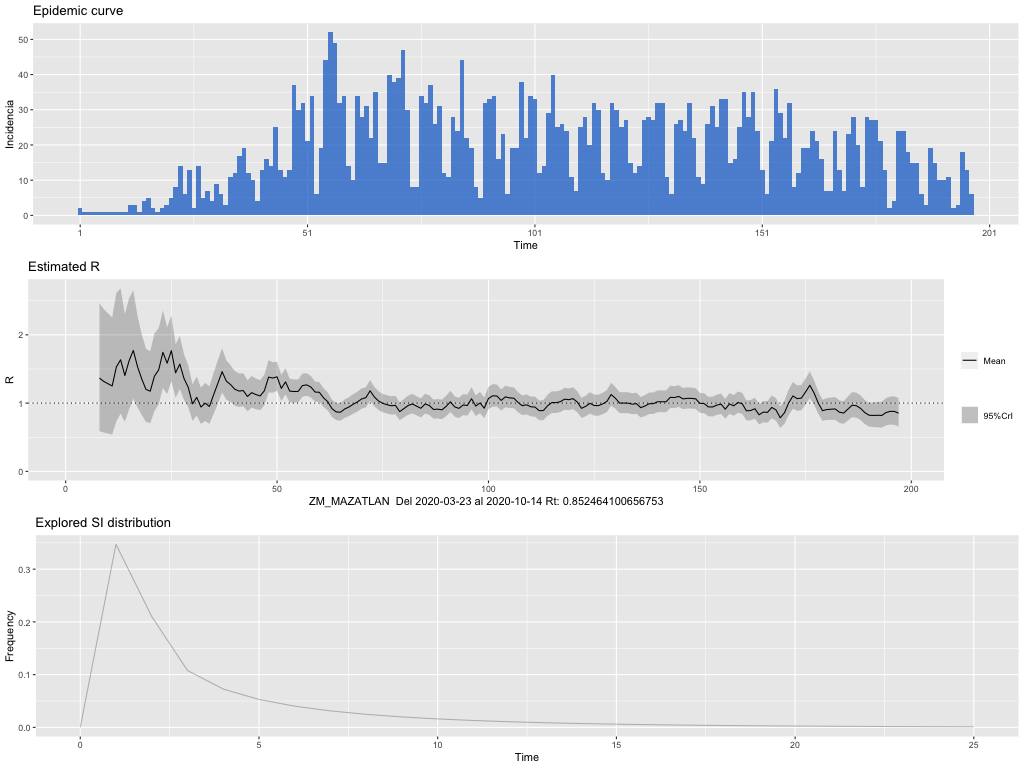 Epidemic curve
50
40
30
20
10
0
Incidencia
1 51 101 151 201
Time
Estimated R
2
1
0
R
0 50 100 150 200
ZM_MAZATLAN Del 2020-03-23 al 2020-10-14 Rt: 0.852464100656753
Mean
95%CrI
Explored SI distribution
0.3
0.2
0.1
0.0
Frequency
0 5 10 15 20 25
Time